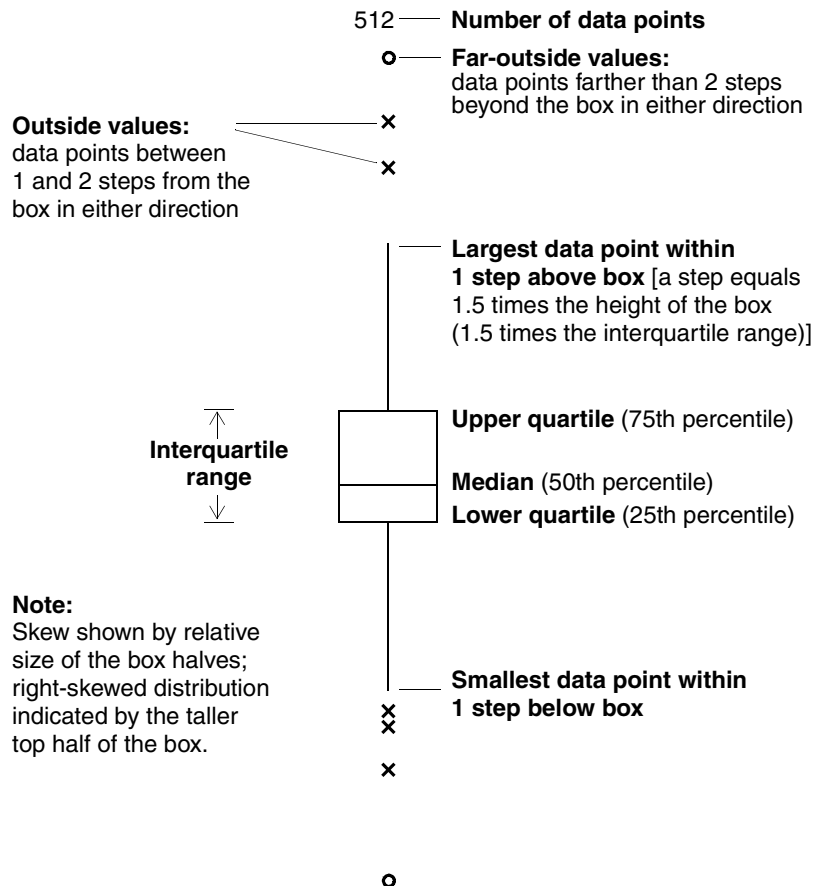 512
Number of data points
Far-outside values:
data points farther than 2 steps
beyond the box in either direction
Outside values:
data points between
1 and 2 steps from the
box in either direction
Largest data point within
1 step above box [a step equals
1.5 times the height of the box
(1.5 times the interquartile range)]
Upper quartile (75th percentile)
Interquartile
range
Median (50th percentile)
Lower quartile (25th percentile)
Note:
Skew shown by relative
size of the box halves;
right-skewed distribution
indicated by the taller
top half of the box.
Smallest data point within
1 step below box